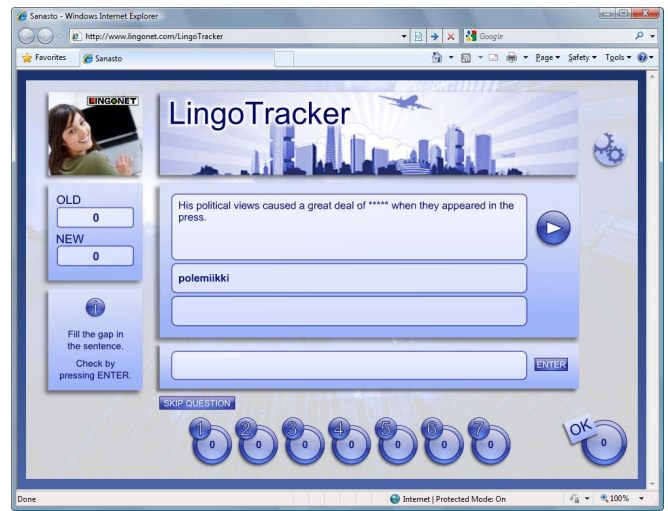 Sanasto - Windows Internet Explorer
http://www.lingonet.com/LingoTracker
Google
Favorites
Sanasto
Page
Safety
Tools
LINGONET
LingoTracker
OLD
0
NEW
0
His political views caused a great deal of ***** when they appeared in the
press.
polemiikki
i
Fill the gap in
the sentence.
Check by
pressing ENTER.
ENTER
SKIP QUESTION
1 2 3 4 5 6 7 OK
0 0 0 0 0 0 0 0
Done
Internet | Protected Mode: On
100%